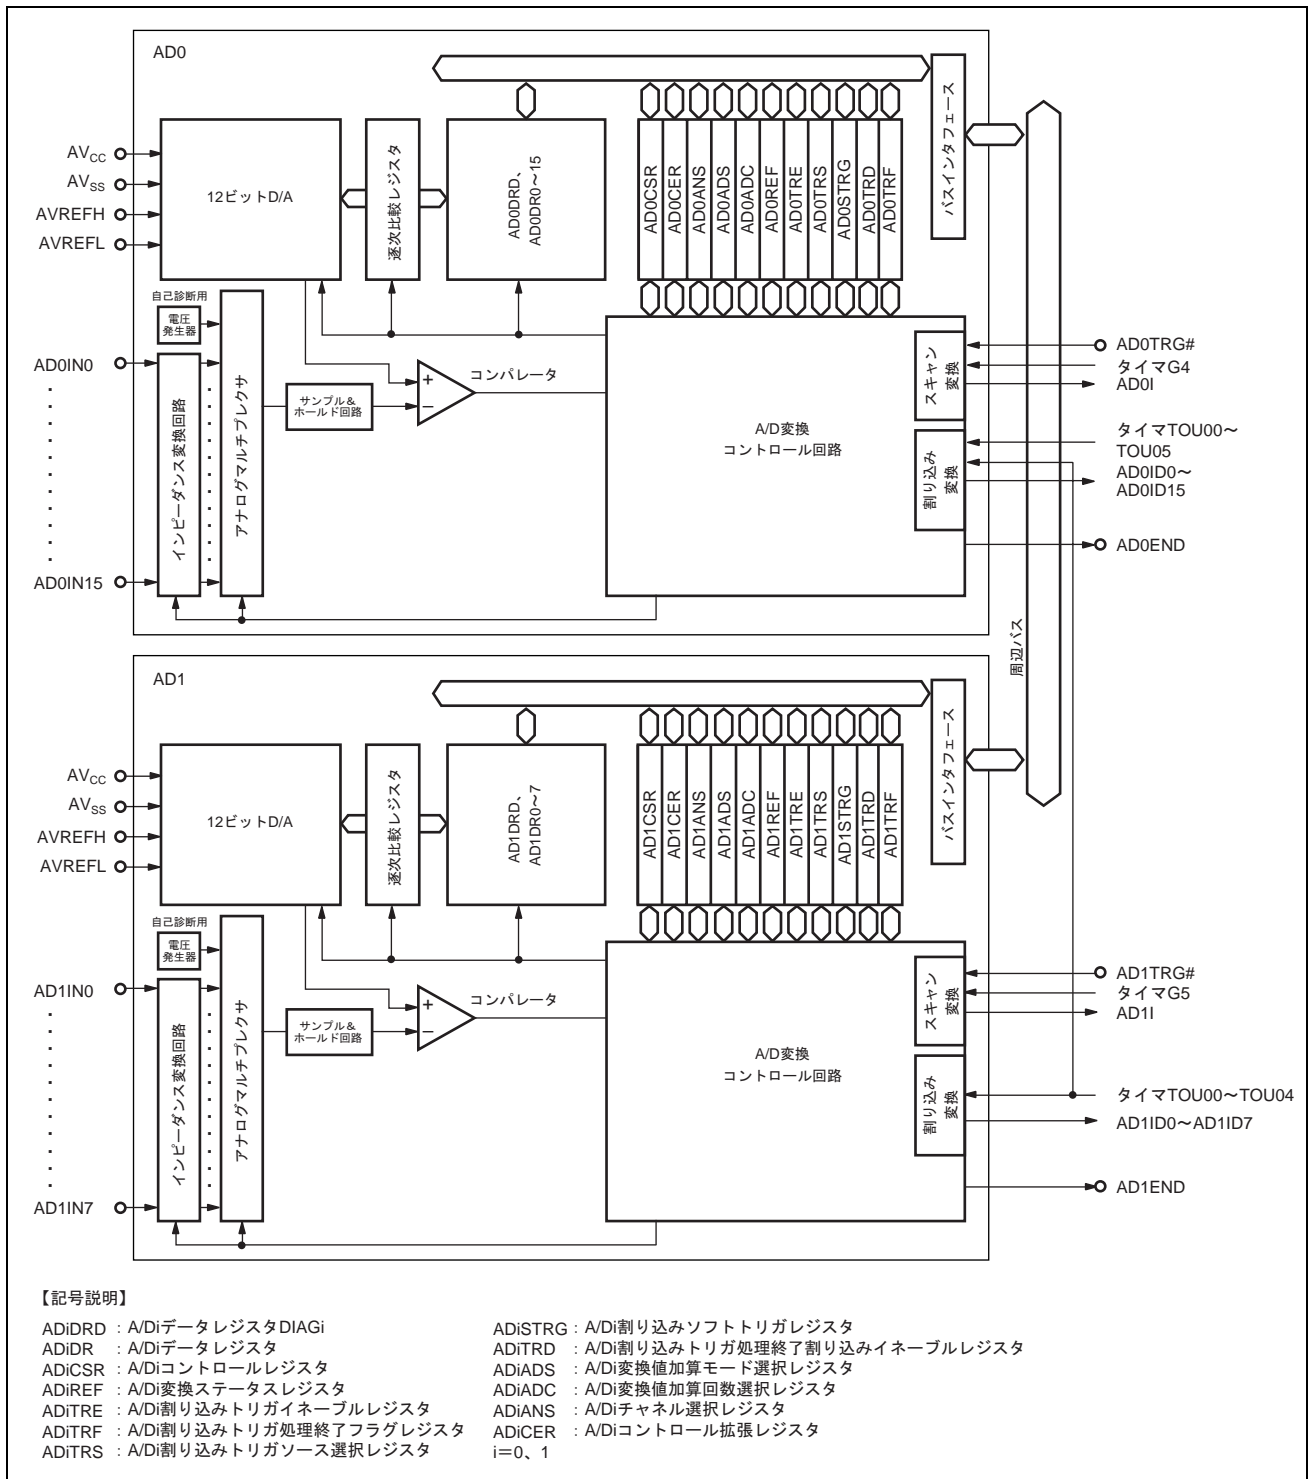 AD0
バスインタフェース
AVCC
AVSS
AVREFH
AVREFL
12ビットD/A
逐次比較レジスタ
AD0DRD、
AD0DR0～15
AD0CSR
AD0CER
AD0ANS
AD0ADS
AD0ADC
AD0REF
AD0TRE
AD0TRS
AD0STRG
AD0TRD
AD0TRF
自己診断用
電圧
発生器
AD0IN0
AD0IN15
インピーダンス変換回路
アナログマルチプレクサ
サンプル＆
ホールド回路
+
−
コンパレータ
A/D変換
コントロール回路
スキャン
変換
割り込み
変換
AD0TRG#
タイマG4
AD0I
タイマTOU00～
TOU05
AD0ID0～
AD0ID15
AD0END
周辺バス
AD1
バスインタフェース
AVCC
AVSS
AVREFH
AVREFL
12ビットD/A
逐次比較レジスタ
AD1DRD、
AD1DR0～7
AD1CSR
AD1CER
AD1ANS
AD1ADS
AD1ADC
AD1REF
AD1TRE
AD1TRS
AD1STRG
AD1TRD
AD1TRF
自己診断用
電圧
発生器
AD1IN0
AD1IN7
インピーダンス変換回路
アナログマルチプレクサ
サンプル＆
ホールド回路
+
−
コンパレータ
A/D変換
コントロール回路
スキャン
変換
割り込み
変換
AD1TRG#
タイマG5
AD1I
タイマTOU00～TOU04
AD1ID0～AD1ID7
AD1END
【記号説明】
ADiDRD : A/DiデータレジスタDIAGi
ADiDR : A/Diデータレジスタ
ADiCSR : A/Diコントロールレジスタ
ADiREF : A/Di変換ステータスレジスタ
ADiTRE : A/Di割り込みトリガイネーブルレジスタ
ADiTRF : A/Di割り込みトリガ処理終了フラグレジスタ
ADiTRS : A/Di割り込みトリガソース選択レジスタ
ADiSTRG : A/Di割り込みソフトトリガレジスタ
ADiTRD : A/Di割り込みトリガ処理終了割り込みイネーブルレジスタ
ADiADS : A/Di変換値加算モード選択レジスタ
ADiADC : A/Di変換値加算回数選択レジスタ
ADiANS : A/Diチャネル選択レジスタ
ADiCER : A/Diコントロール拡張レジスタ
i＝0、1